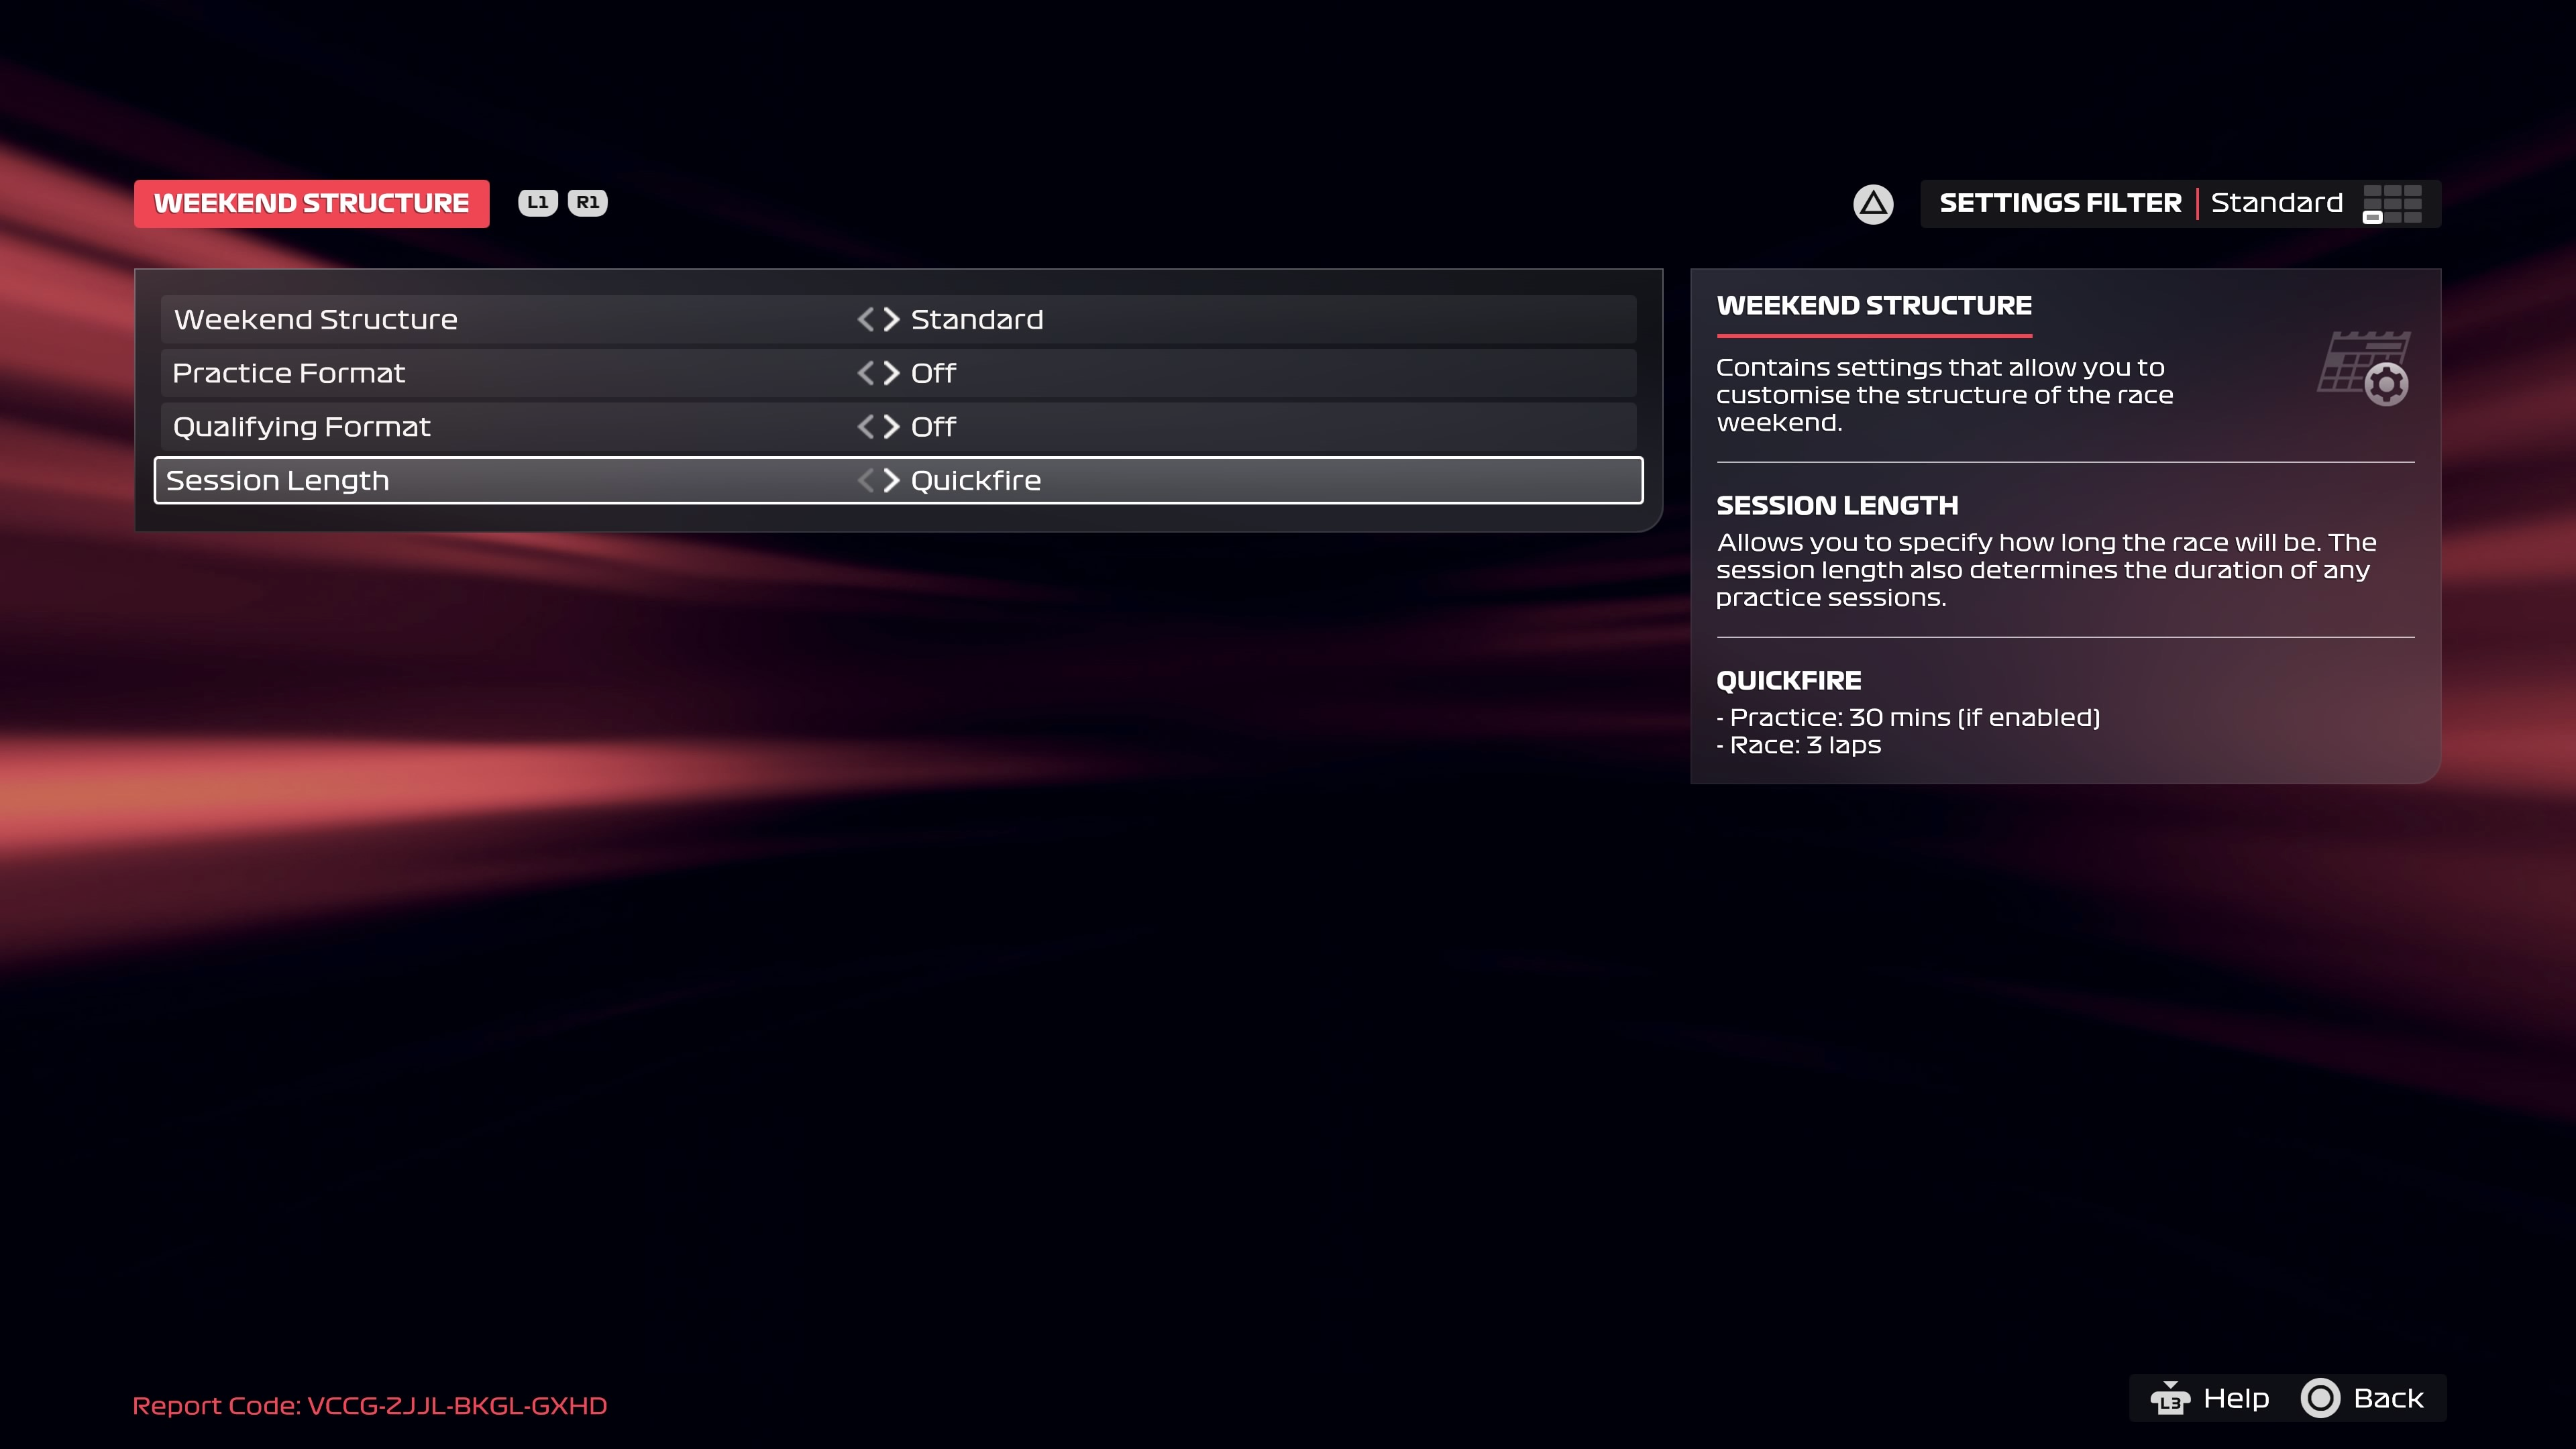 WEEKEND STRUCTURE
L1 R1
SETTINGS FILTER | Standard
Weekend Structure Standard
Practice Format Off
Qualifying Format Off
Session Length Quickfire
WEEKEND STRUCTURE
Contains settings that allow you to
customise the structure of the race
weekend.
SESSION LENGTH
Allows you to specify how long the race will be. The
session length also determines the duration of any
practice sessions.
QUICKFIRE
- Practice: 30 mins (if enabled)
- Race: 3 laps
Report Code: VCCG-ZJJL-BKGL-GXHD
L3 Help Back